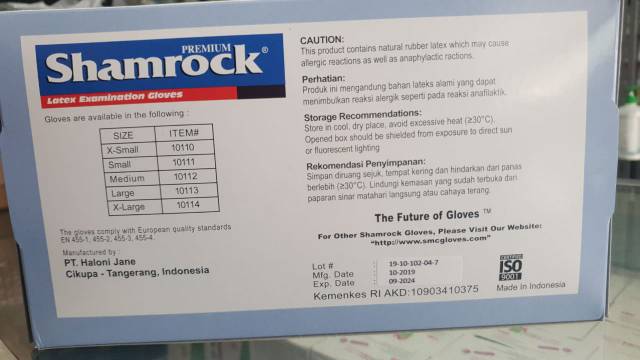 PREMIUM
Shamrock®
Latex Examination Gloves
Gloves are available in the following :
SIZE ITEM#
X-Small 10110
Small 10111
Medium 10112
Large 10113
X-Large 10114
The gloves comply with European quality standards
EN 455-1, 455-2, 455-3, 455-4.
Manufactured by :
PT. Haloni Jane
Cikupa - Tangerang, Indonesia
CAUTION:
This product contains natural rubber latex which may cause
allergic reactions as well as anaphylactic ractions.
Perhatian:
Produk ini mengandung bahan lateks alami yang dapat
menimbulkan reaksi alergik seperti pada reaksi anafilaktik.
Storage Recommendations:
Store in cool, dry place, avoid excessive heat (≥30°C).
Opened box should be shielded from exposure to direct sun
or fluorescent lighting
Rekomendasi Penyimpanan:
Simpan diruang sejuk, tempat kering dan hindarkan dari panas
berlebih (≥30°C). Lindungi kemasan yang sudah terbuka dari
paparan sinar matahari langsung atau cahaya terang.
The Future of Gloves ™
For Other Shamrock Gloves, Please Visit Our Website:
"http://www.smcgloves.com"
Lot # : 19-10-102-04-7
Mfg. Date : 10-2019
Exp. Date : 09-2024
Kemenkes RI AKD:10903410375
CERTIFIED
ISO
9001
Made in Indonesia